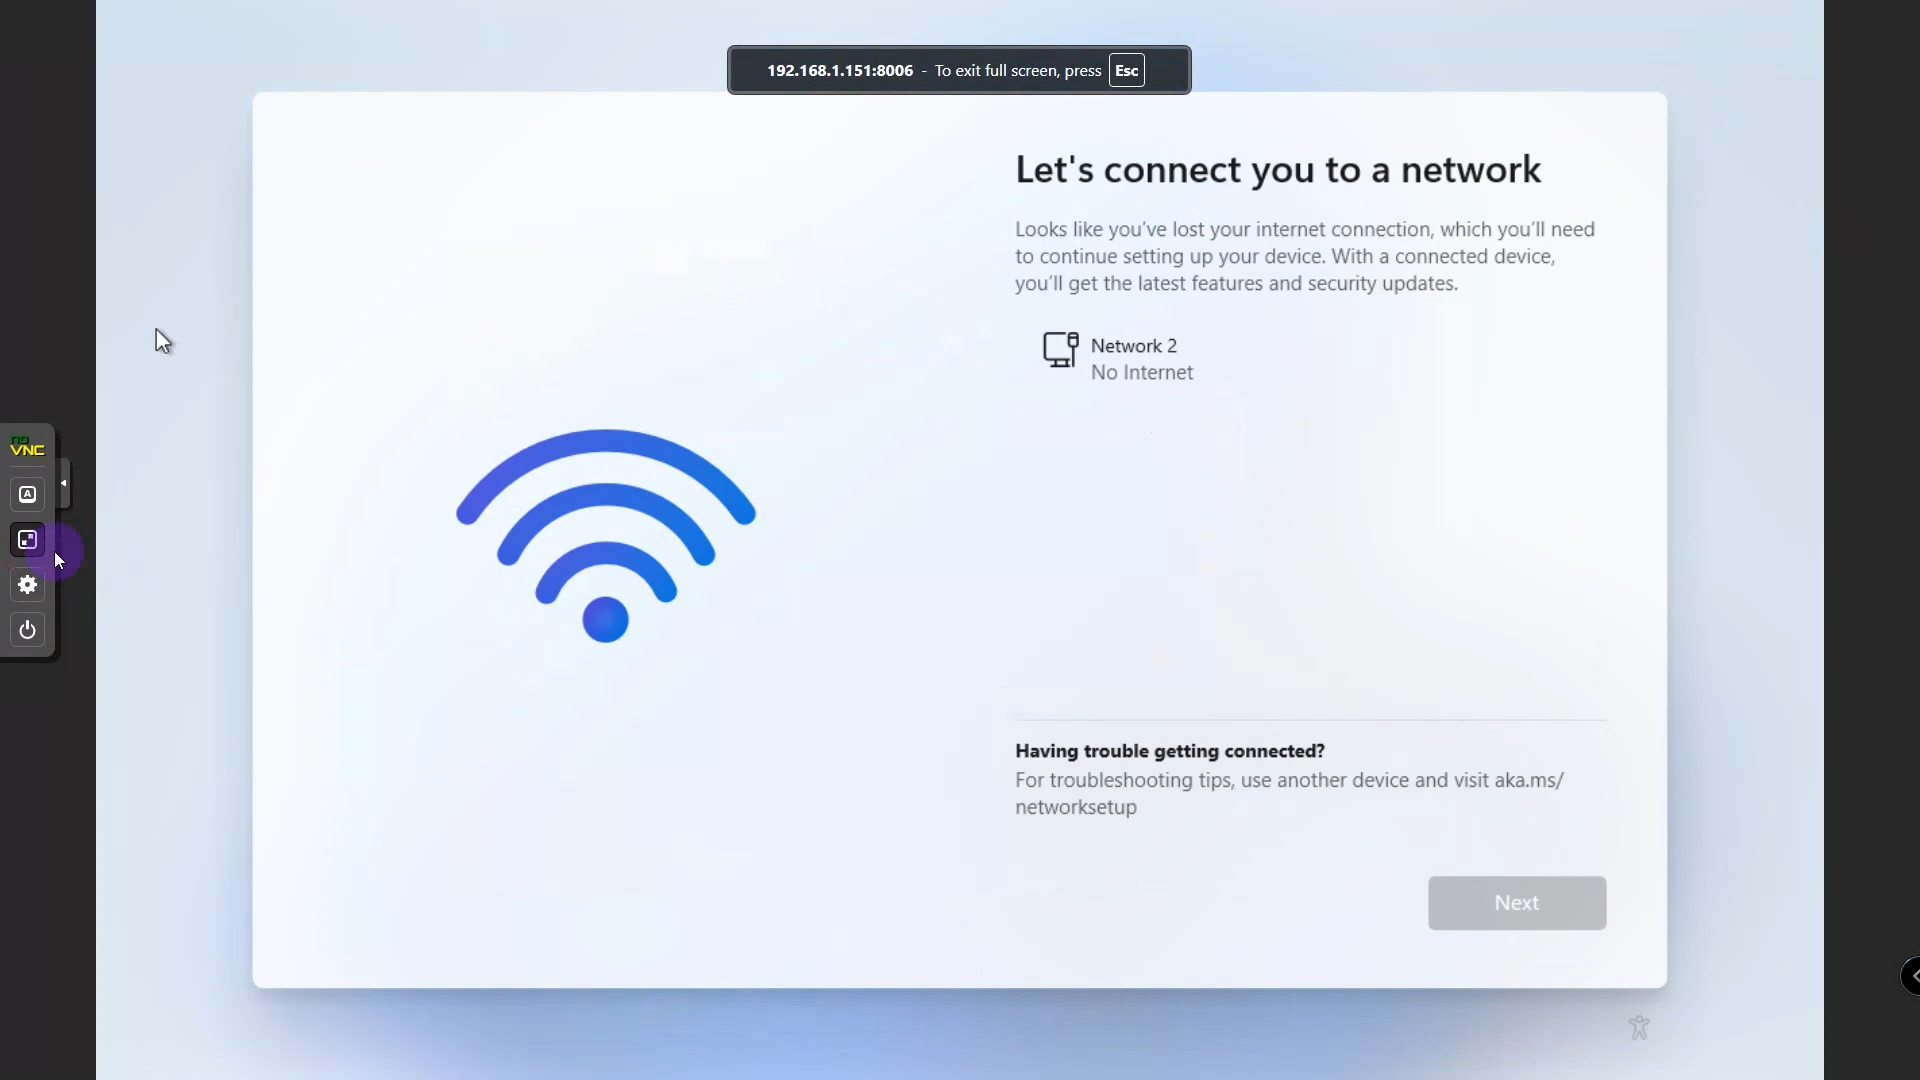 192.168.1.151:8006 - To exit full screen, press Esc
Let's connect you to a network
Looks like you've lost your internet connection, which you'll need
to continue setting up your device. With a connected device,
you'll get the latest features and security updates.
Network 2
No Internet
no
VNC
A
Having trouble getting connected?
For troubleshooting tips, use another device and visit aka.ms/
networksetup
Next